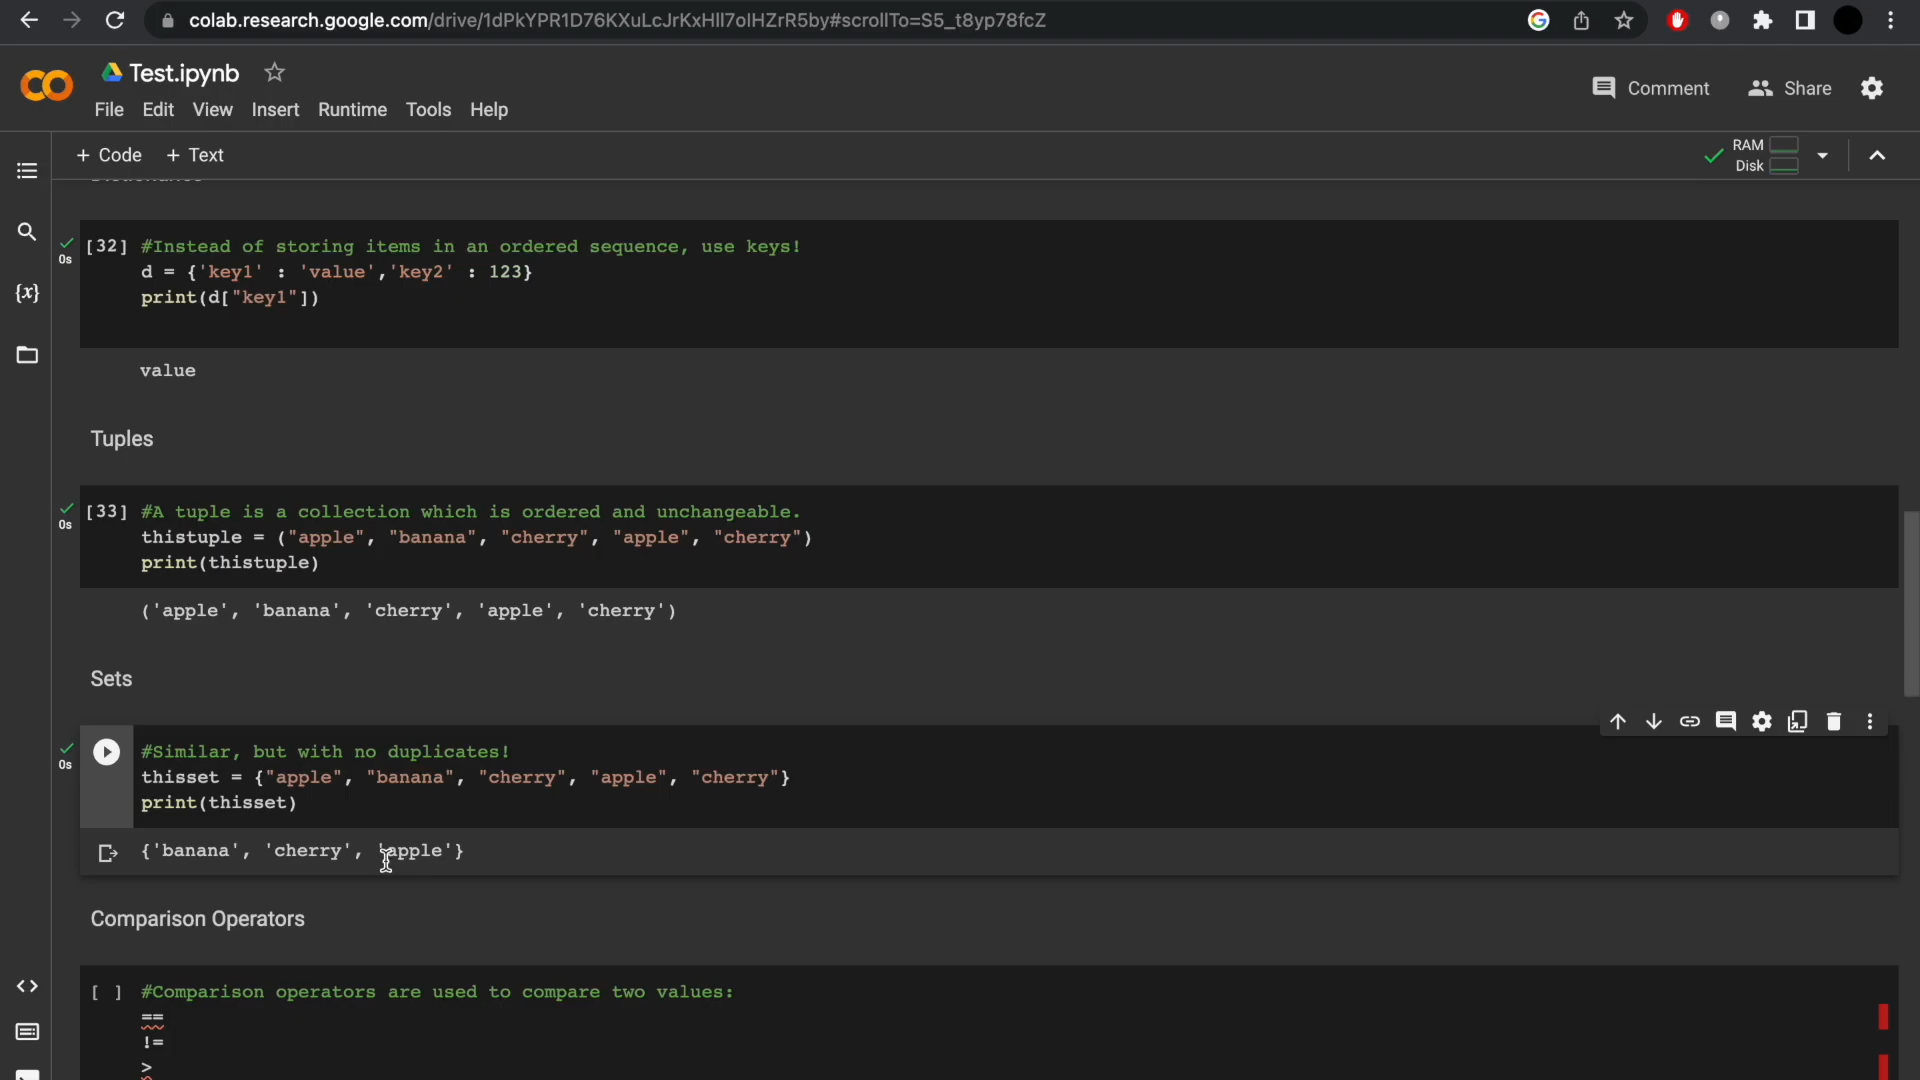 colab.research.google.com/drive/1dPkYPR1D76KXuLcJrKxHll7olHZrR5by#scrollTo=S5_t8yp78fcZ
Test.ipynb
File Edit View Insert Runtime Tools Help
Comment
Share
+ Code + Text
RAM
Disk
0s
[32] #Instead of storing items in an ordered sequence, use keys!
d = {'key1' : 'value','key2' : 123}
print(d["key1"])
value
Tuples
0s
[33] #A tuple is a collection which is ordered and unchangeable.
thistuple = ("apple", "banana", "cherry", "apple", "cherry")
print(thistuple)
('apple', 'banana', 'cherry', 'apple', 'cherry')
Sets
0s
#Similar, but with no duplicates!
thisset = {"apple", "banana", "cherry", "apple", "cherry"}
print(thisset)
{'banana', 'cherry', 'apple'}
Comparison Operators
[ ] #Comparison operators are used to compare two values:
==
!=
>